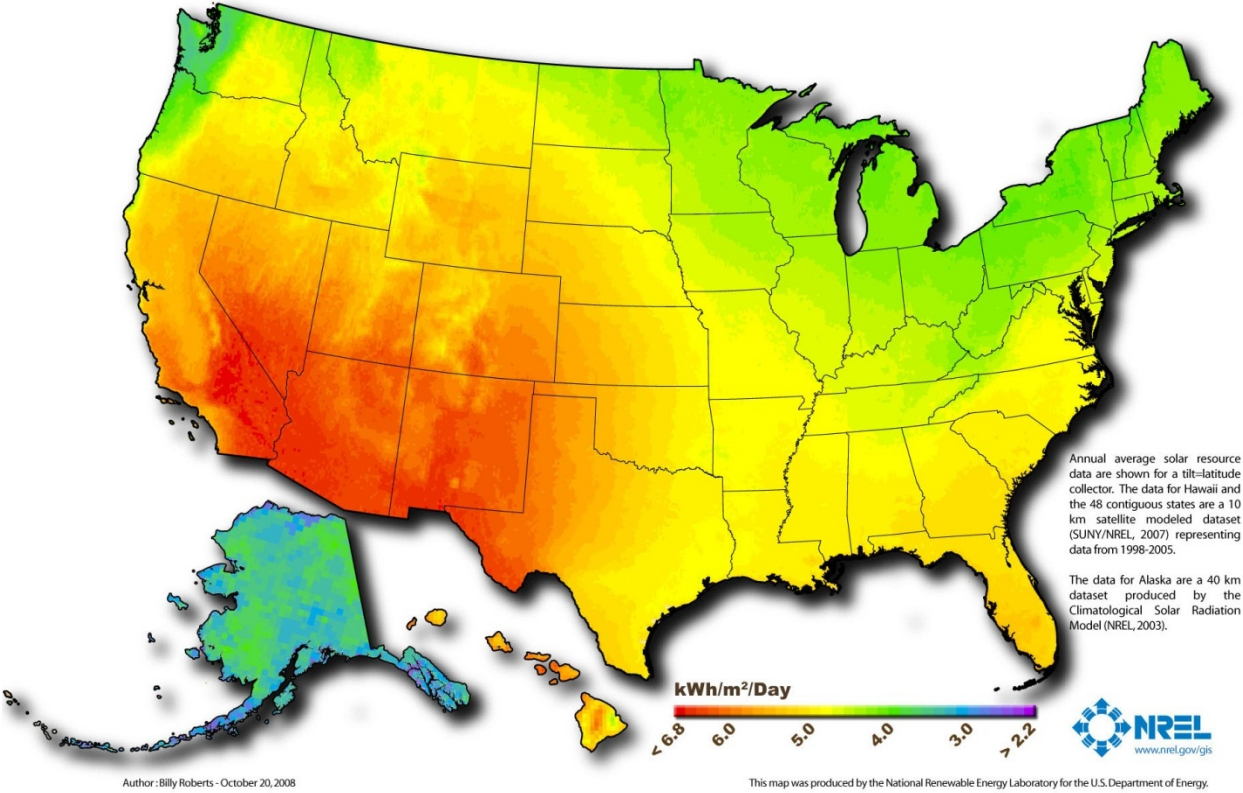 Annual average solar resource
data are shown for a tilt=latitude
collector. The data for Hawaii and
the 48 contiguous states are a 10
km satellite modeled dataset
(SUNY/NREL, 2007) representing
data from 1998-2005.
The data for Alaska are a 40 km
dataset produced by the
Climatological Solar Radiation
Model (NREL, 2003).
kWh/m²/Day
< 6.8 6.0 5.0 4.0 3.0 > 2.2
NREL
www.nrel.gov/gis
Author : Billy Roberts - October 20, 2008
This map was produced by the National Renewable Energy Laboratory for the U.S. Department of Energy.